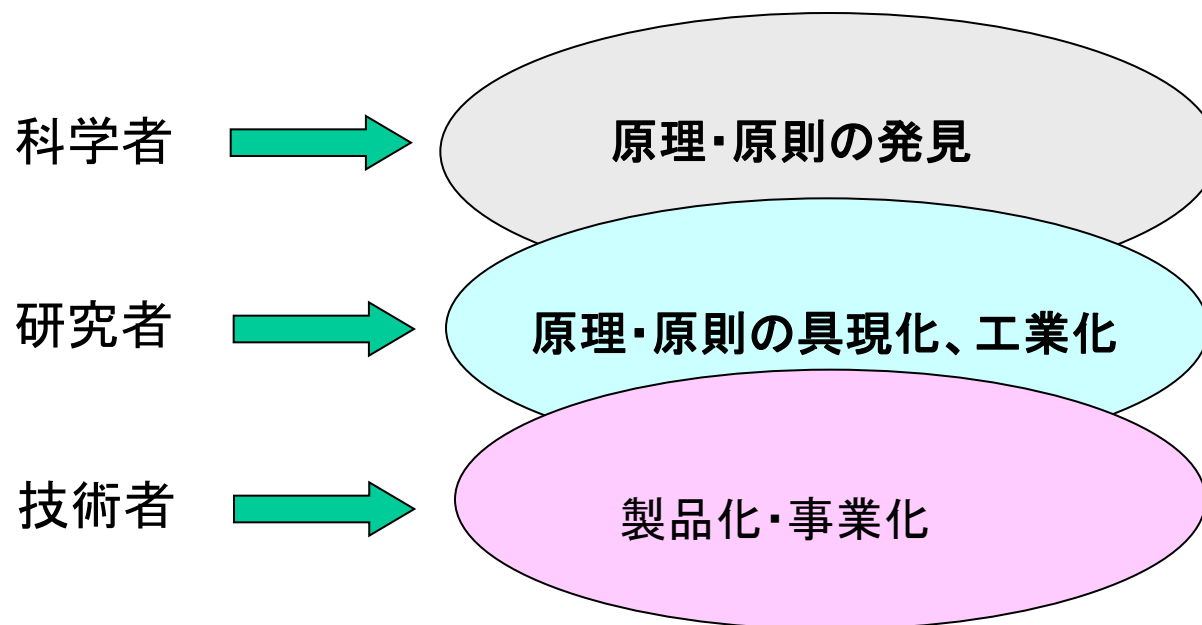 科学者
原理・原則の発見
研究者
原理・原則の具現化、工業化
技術者
製品化・事業化